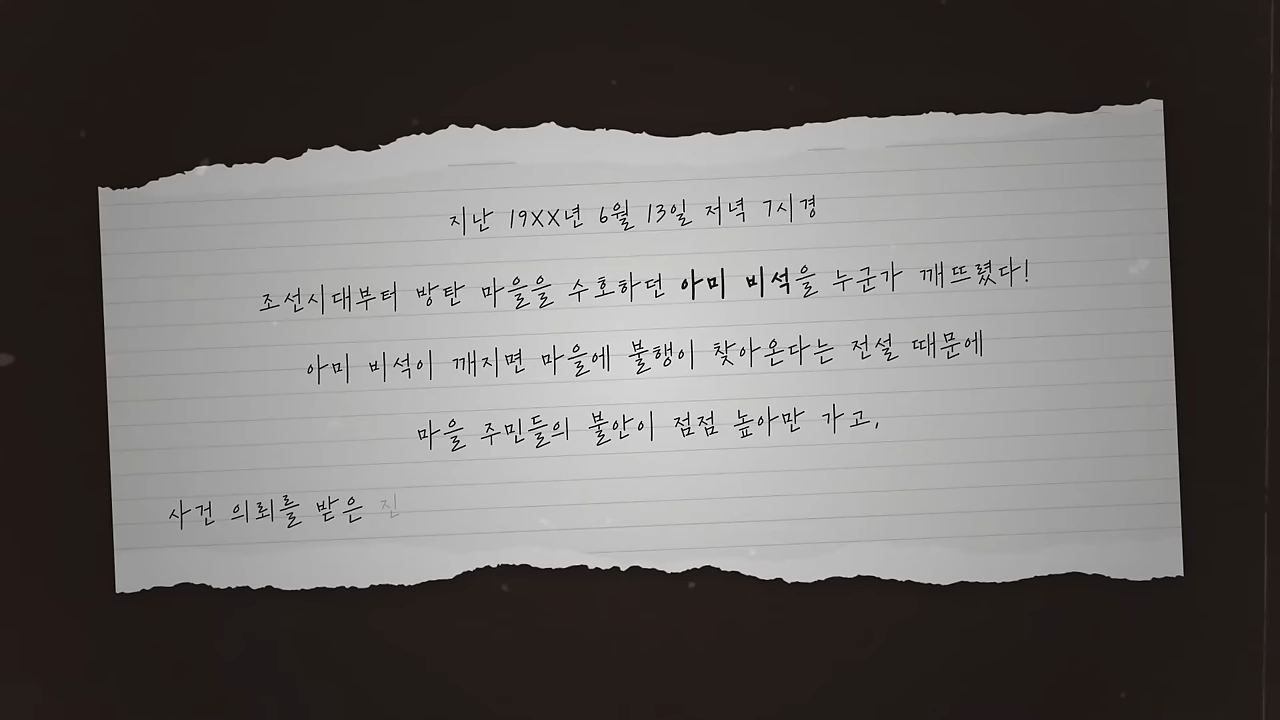 지난 19XX년 6월 13일 저녁 7시경
조선시대부터 방탄 마을을 수호하던 아미 비석을 누군가 깨뜨렸다!
아미 비석이 깨지면 마을에 불행이 찾아온다는 전설 때문에
마을 주민들의 불안이 점점 높아만 가고,
사건 의뢰를 받은 진